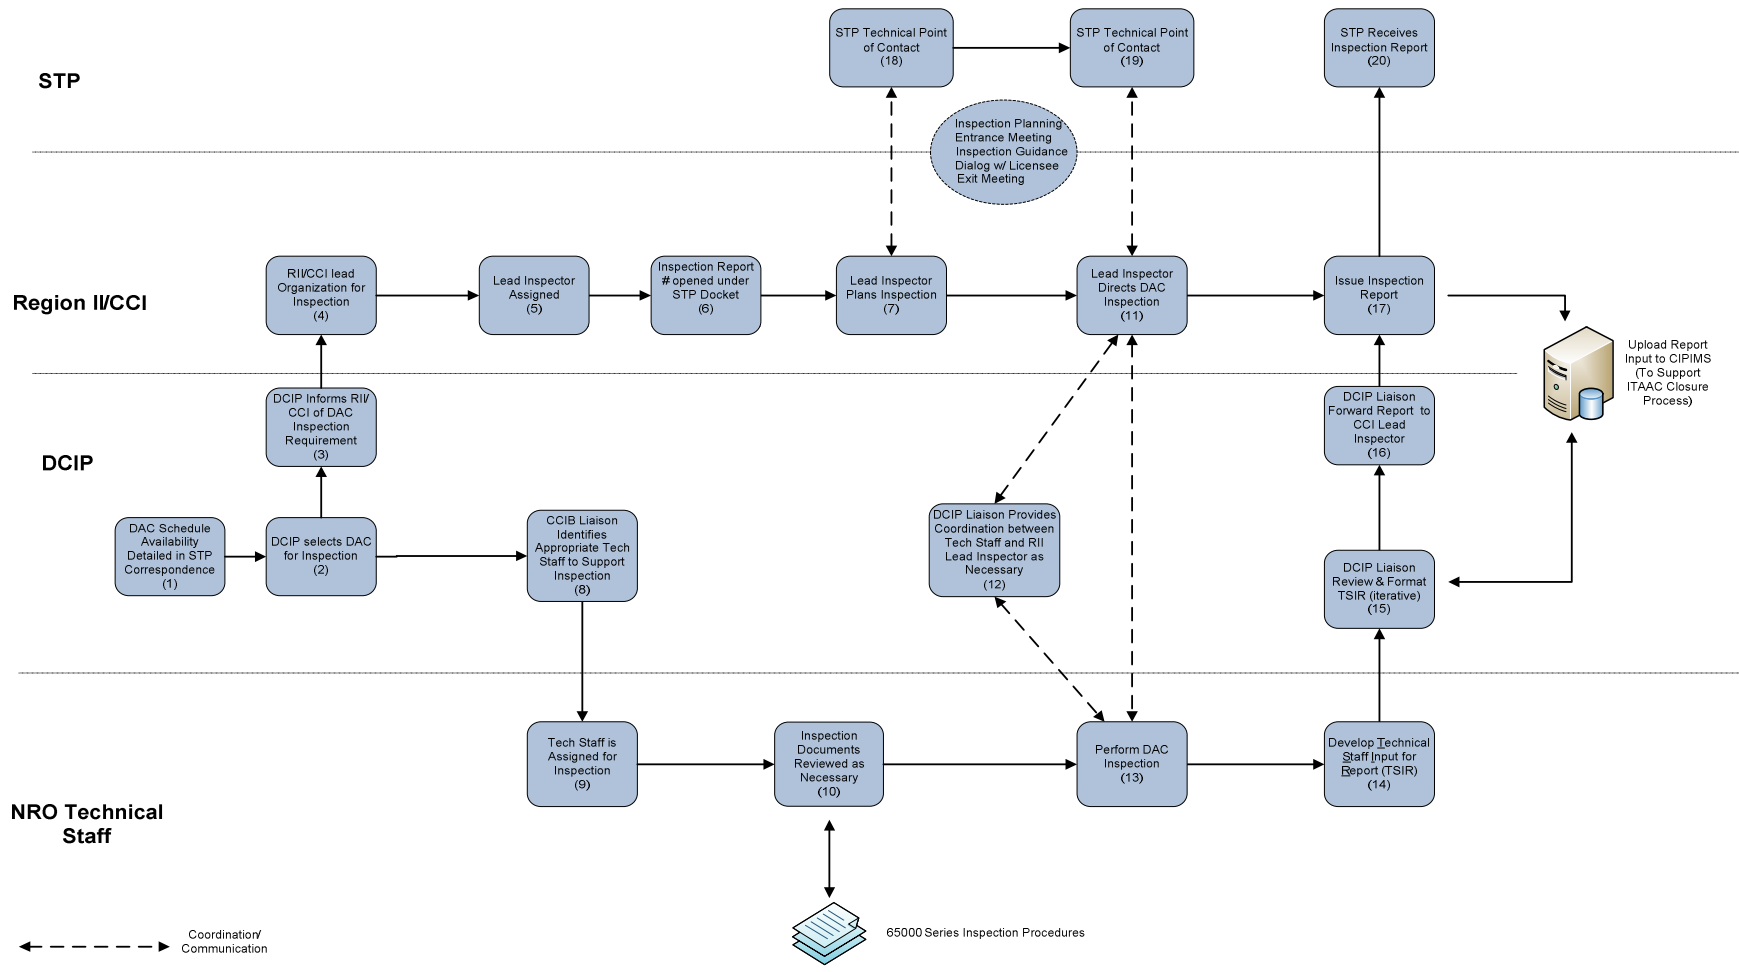 STP Technical Point
of Contact
(18)
STP Technical Point
of Contact
(19)
STP Receives
Inspection Report
(20)
STP
Inspection Planning
Entrance Meeting
Inspection Guidance
Dialog w/ Licensee
Exit Meeting
Region II/CCI
RII/CCI lead
Organization for
Inspection
(4)
Lead Inspector
Assigned
(5)
Inspection Report
# opened under
STP Docket
(6)
Lead Inspector
Plans Inspection
(7)
Lead Inspector
Directs DAC
Inspection
(11)
Issue Inspection
Report
(17)
Upload Report
Input to CIPIMS
(To Support
ITAAC Closure
Process)
DCIP
DCIP Informs RII/
CCI of DAC
Inspection
Requirement
(3)
DCIP Liaison
Forward Report to
CCI Lead
Inspector
(16)
DAC Schedule
Availability
Detailed in STP
Correspondence
(1)
DCIP selects DAC
for Inspection
(2)
CCIB Liaison
Identifies
Appropriate Tech
Staff to Support
Inspection
(8)
DCIP Liaison Provides
Coordination between
Tech Staff and RII
Lead Inspector as
Necessary
(12)
DCIP Liaison
Review & Format
TSIR (iterative)
(15)
NRO Technical
Staff
Tech Staff is
Assigned for
Inspection
(9)
Inspection
Documents
Reviewed as
Necessary
(10)
Perform DAC
Inspection
(13)
Develop Technical
Staff Input for
Report (TSIR)
(14)
Coordination/
Communication
65000 Series Inspection Procedures